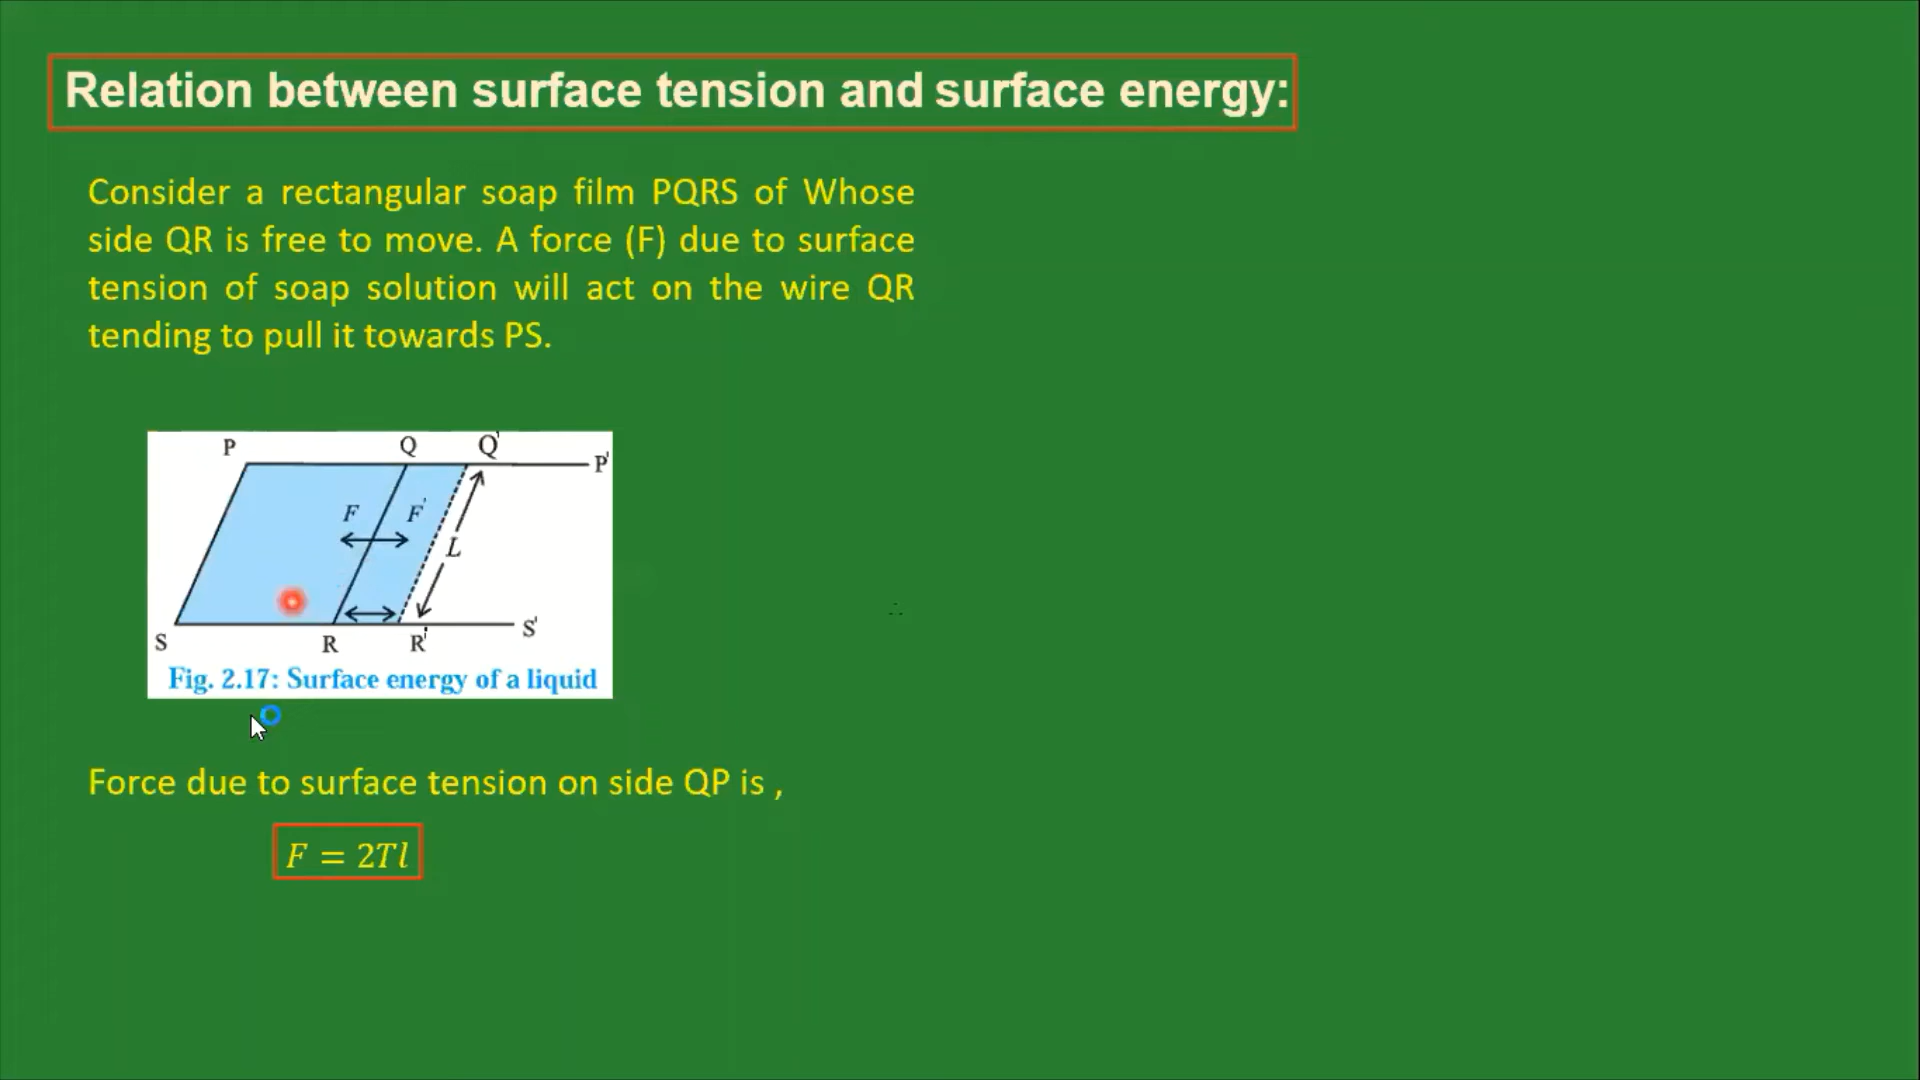 Relation between surface tension and surface energy:
Consider a rectangular soap film PQRS of Whose
side QR is free to move. A force (F) due to surface
tension of soap solution will act on the wire QR
tending to pull it towards PS.
P Q Q' P'
F F'
L
S R R' S'
Fig. 2.17: Surface energy of a liquid
∴
Force due to surface tension on side QP is ,
F = 2Tl